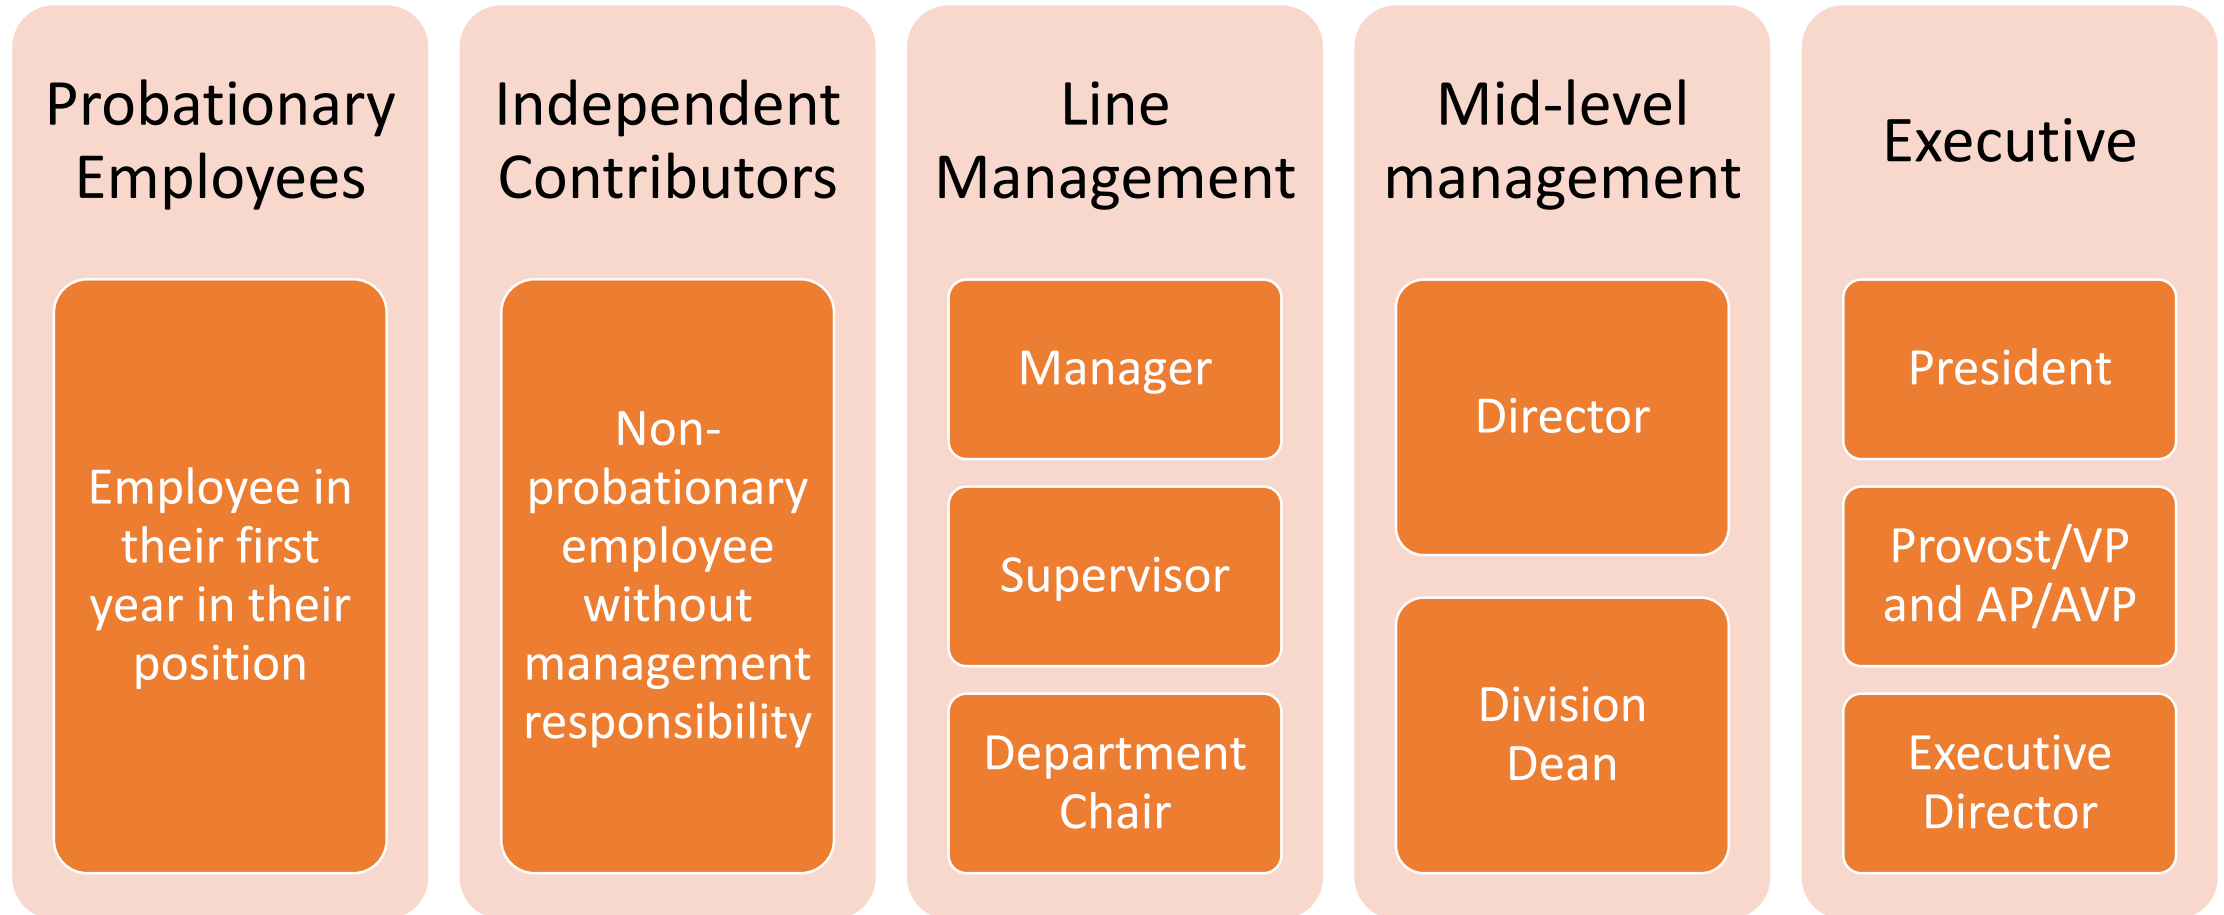 Probationary
Employees
Employee in
their first
year in their
position
Independent
Contributors
Non-
probationary
employee
without
management
responsibility
Line
Management
Manager
Supervisor
Department
Chair
Mid-level
management
Director
Division
Dean
Executive
President
Provost/VP
and AP/AVP
Executive
Director